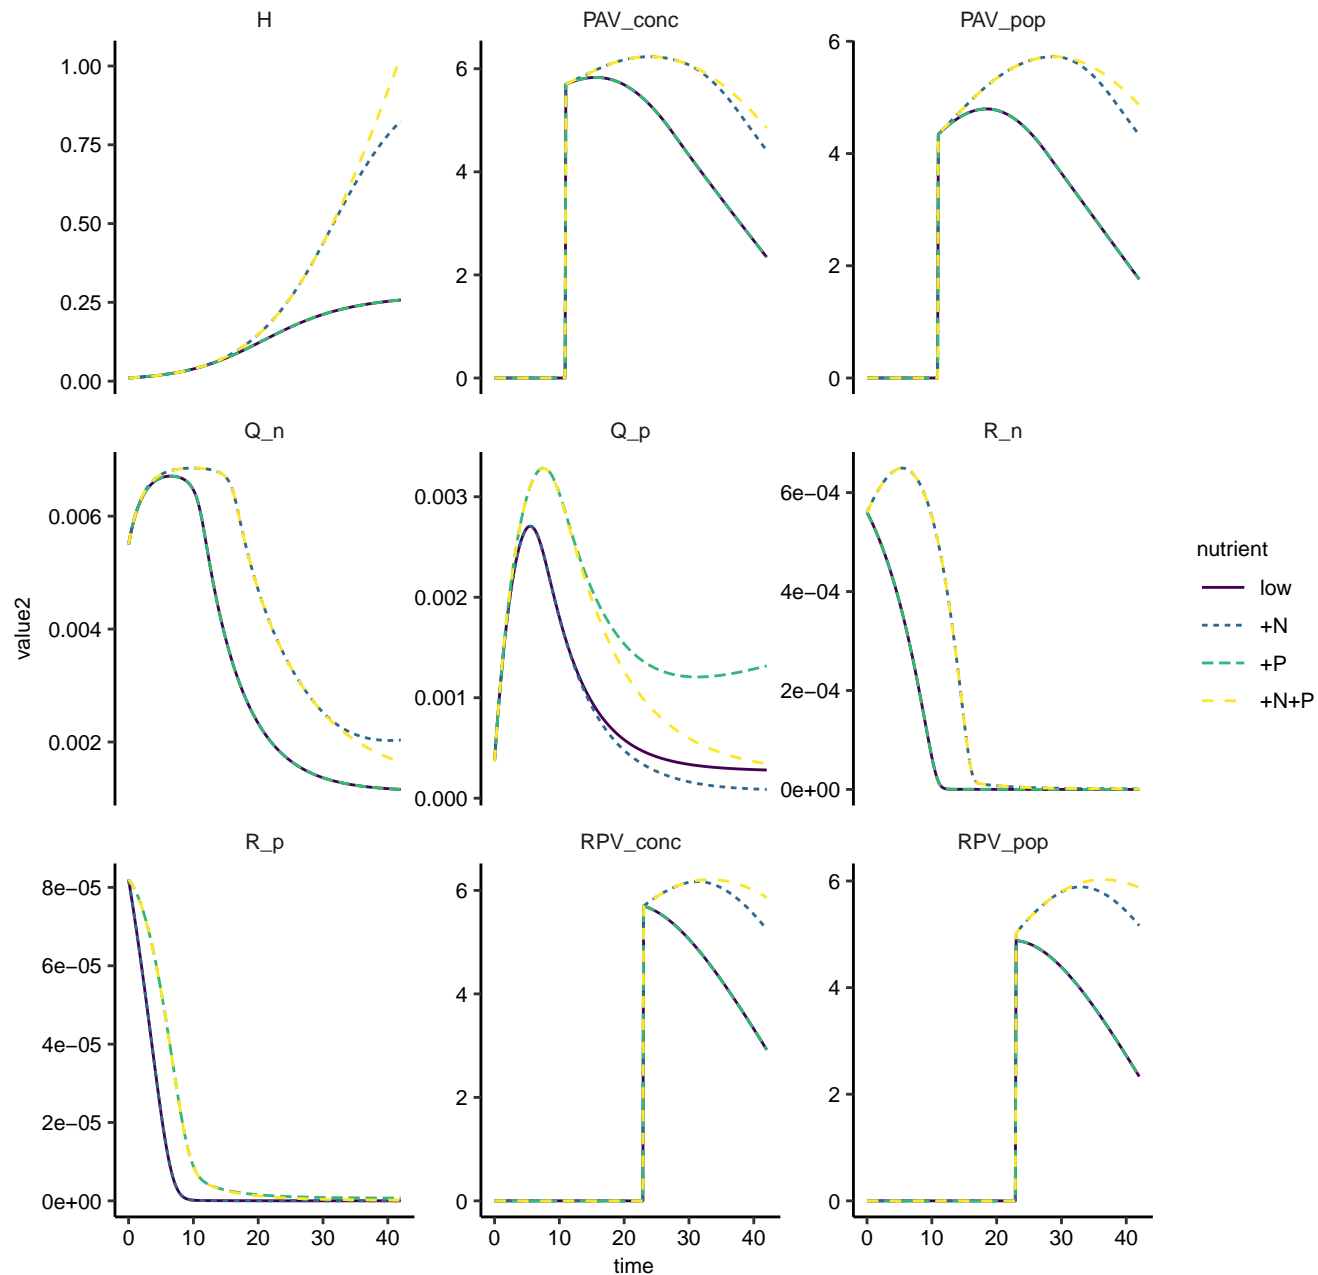 H
PAV_conc
PAV_pop
1.00
0.75
0.50
0.25
0.00
6
4
2
0
6
4
2
0
Q_n
Q_p
R_n
0.006
0.004
0.002
0.003
0.002
0.001
0.000
6e−04
4e−04
2e−04
0e+00
value2
nutrient
low
+N
+P
+N+P
R_p
RPV_conc
RPV_pop
8e−05
6e−05
4e−05
2e−05
0e+00
6
4
2
0
6
4
2
0
0 10 20 30 40
0 10 20 30 40
0 10 20 30 40
time